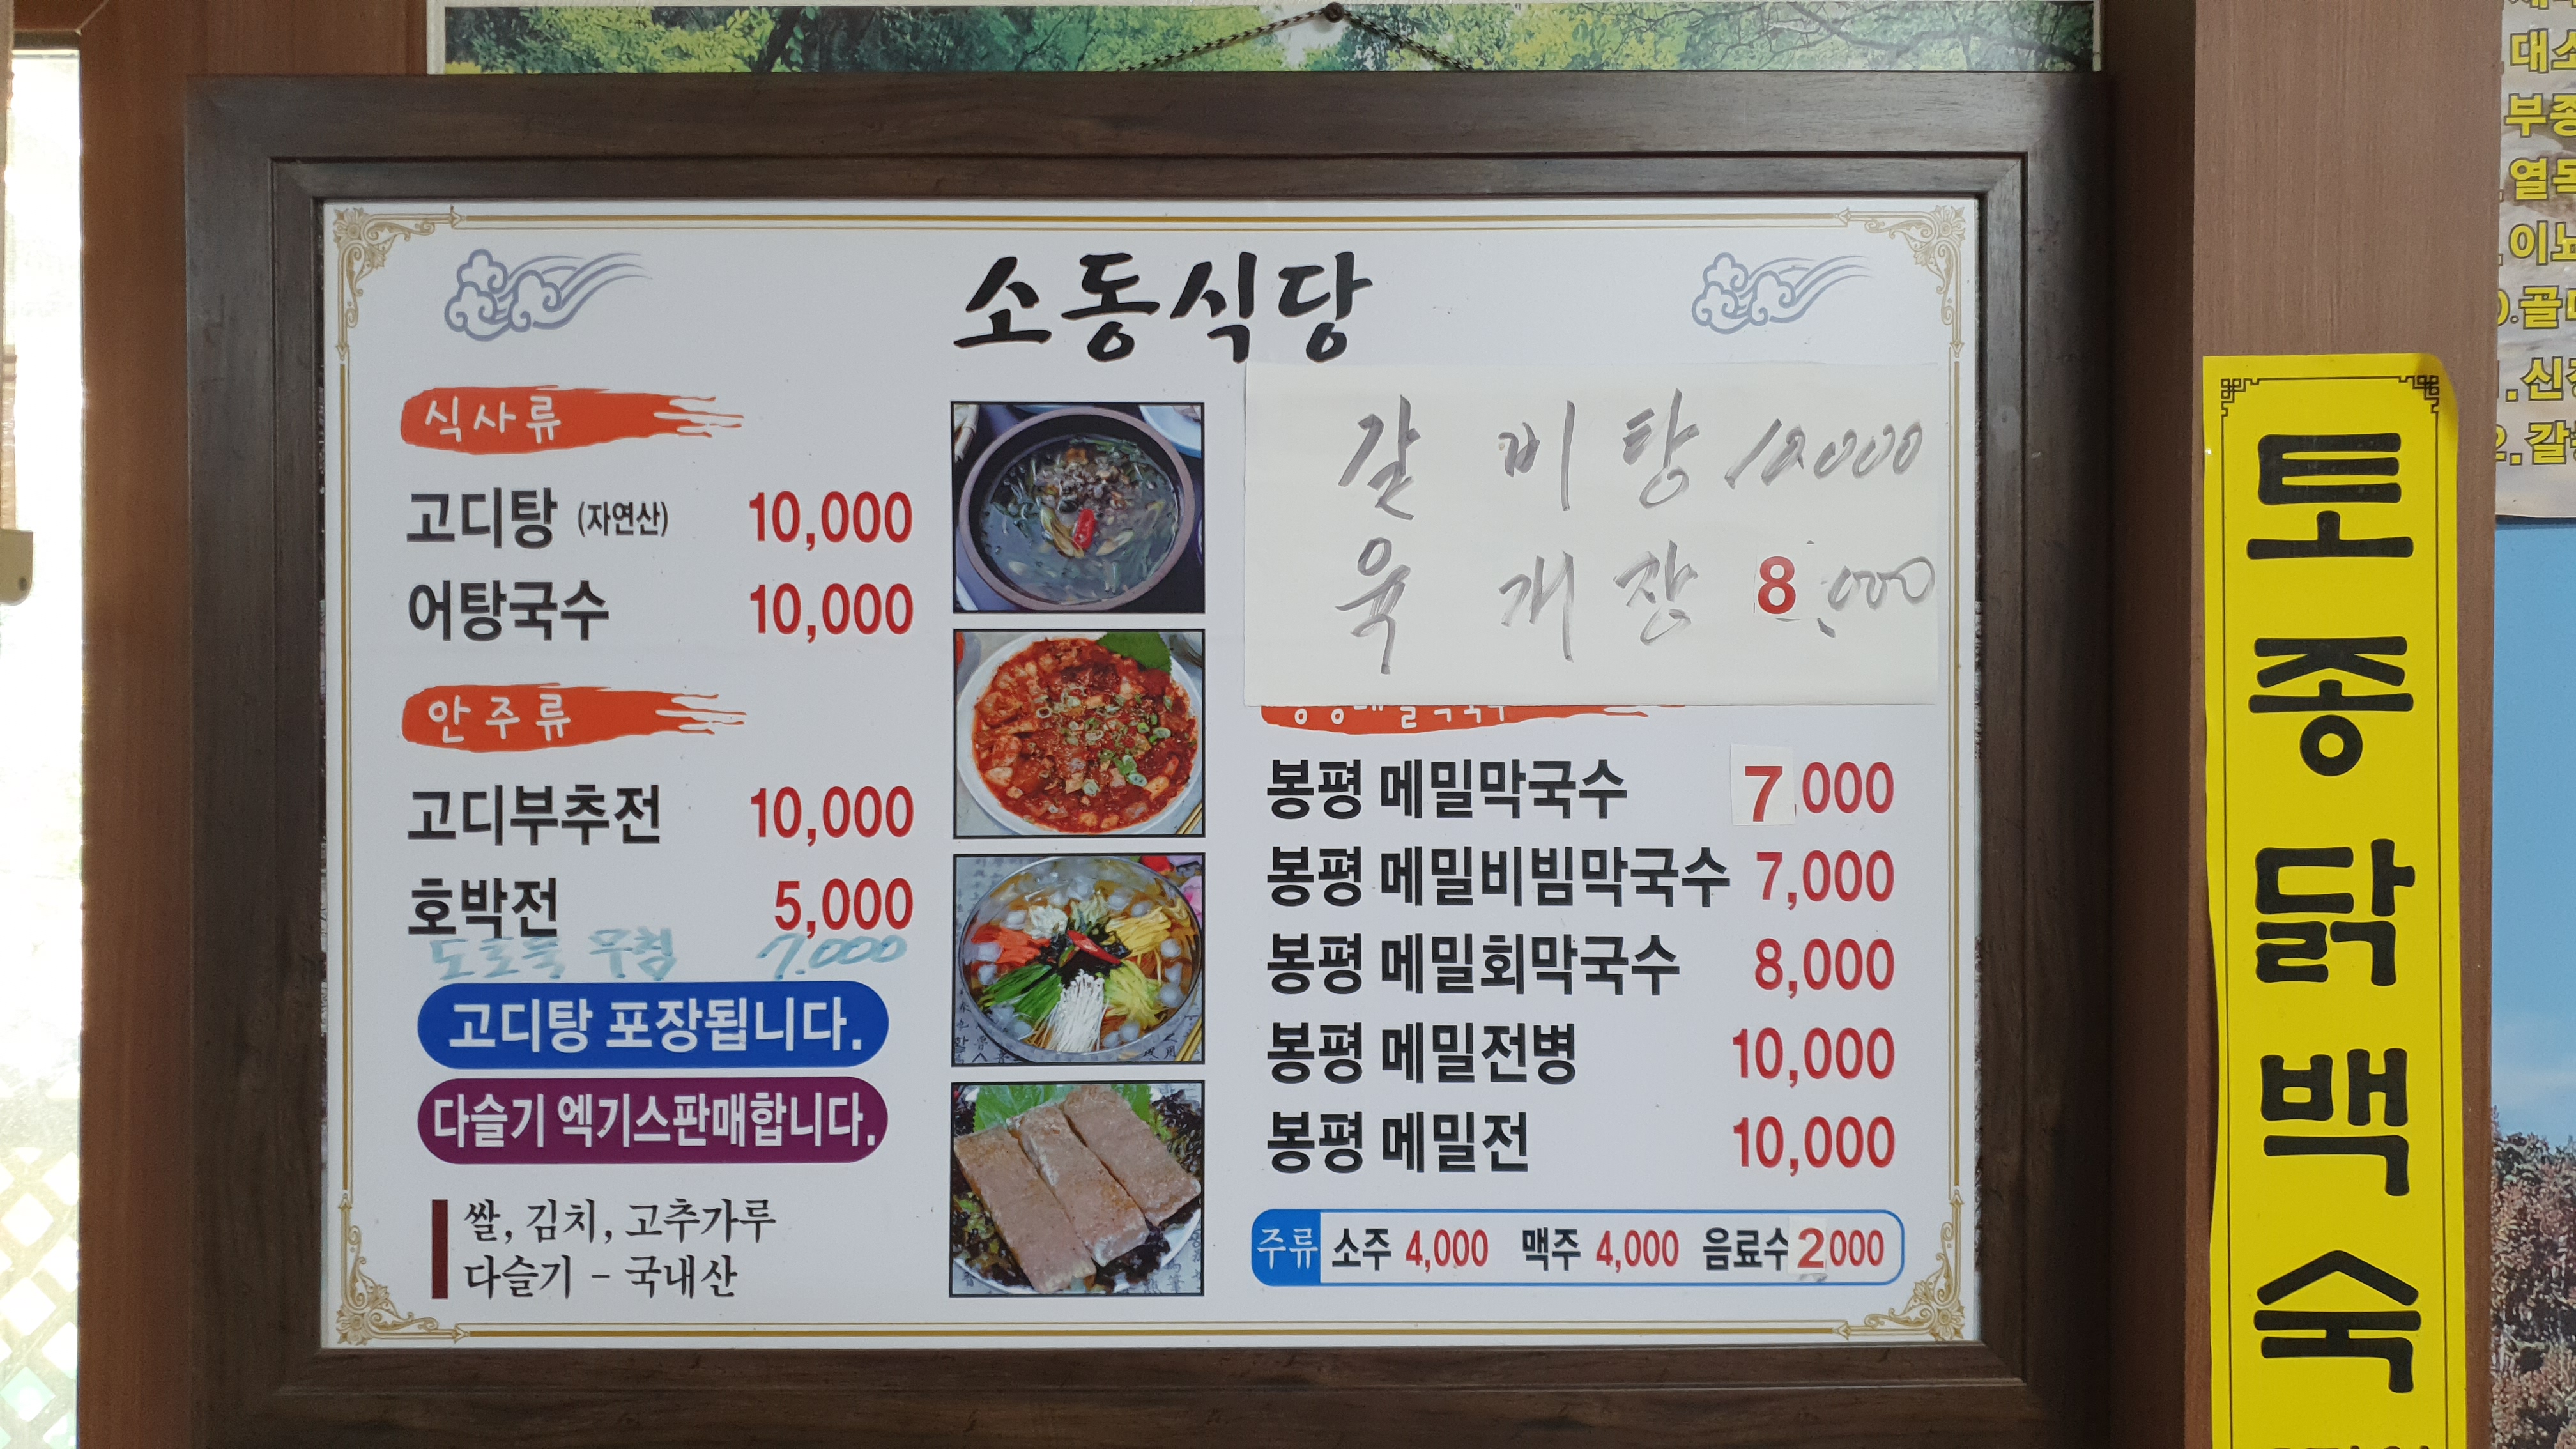 소동식당
식사류
고디탕 (자연산) 10,000
어탕국수 10,000
안주류
고디부추전 10,000
호박전 5,000
도토묵 무침 7.000
고디탕 포장됩니다.
다슬기 엑기스판매합니다.
쌀, 김치, 고추가루
다슬기 - 국내산
갈비탕 10.000
육개장 8,000
봉평 메밀막국수 7,000
봉평 메밀비빔막국수 7,000
봉평 메밀회막국수 8,000
봉평 메밀전병 10,000
봉평 메밀전 10,000
주류 소주 4,000 맥주 4,000 음료수 2000
토종닭백숙